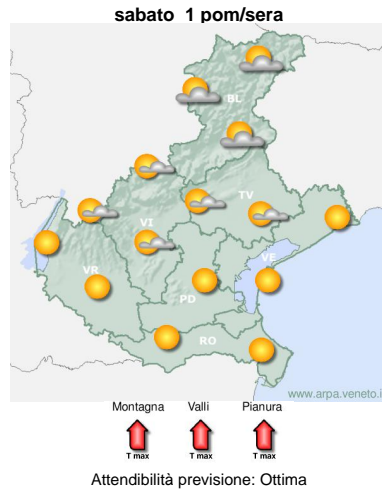 sabato 1 pom/sera
BL
TV
VI
VE
VR
PD
RO
www.arpa.veneto.i
Montagna Valli Pianura
T max T max T max
Attendibilità previsione: Ottima